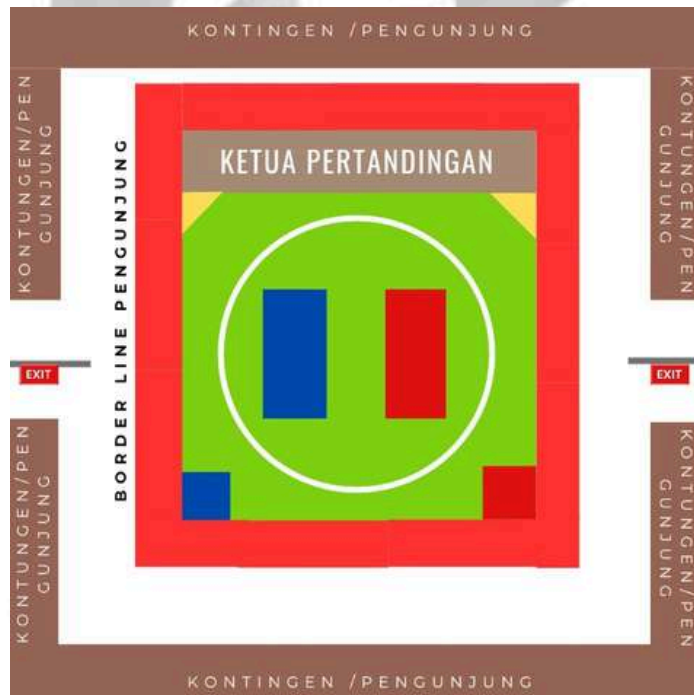 KONTINGEN /PENGUNJUNG
KONTUNGEN/PEN
GUNJUNG
KONTUNGEN/PEN
GUNJUNG
BORDER LINE PENGUNJUNG
KETUA PERTANDINGAN
EXIT
EXIT
KONTUNGEN/PEN
GUNJUNG
KONTUNGEN/PEN
GUNJUNG
KONTINGEN /PENGUNJUNG